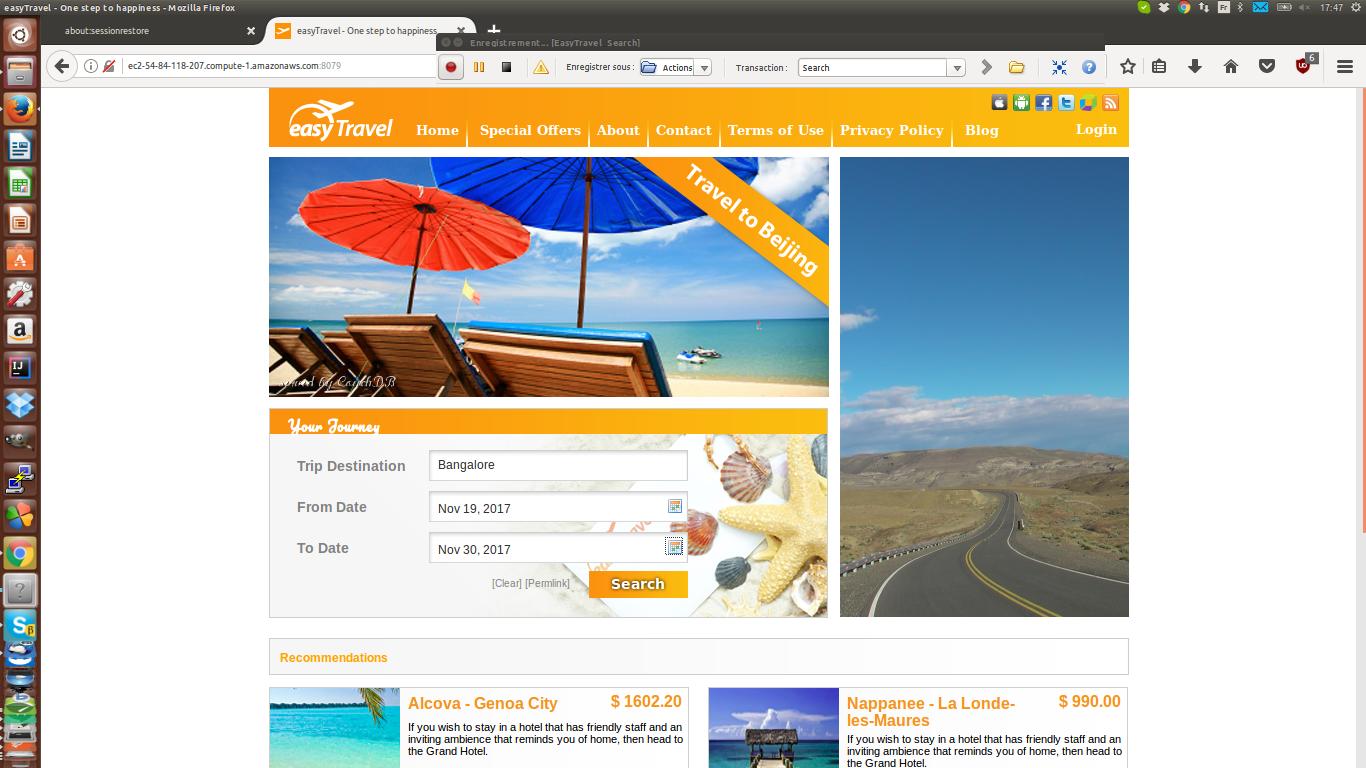 easyTravel - One step to happiness - Mozilla Firefox
Fr
17:47
about:sessionrestore
easyTravel - One step to happiness
Enregistrement... [EasyTravel Search]
ec2-54-84-118-207.compute-1.amazonaws.com:8079
Enregistrer sous :
Actions
Transaction :
Search
6
easyTravel
Home
Special Offers
About
Contact
Terms of Use
Privacy Policy
Blog
Login
Travel to Beijing
by CouchDB
Your Journey
Trip Destination
Bangalore
From Date
Nov 19, 2017
To Date
Nov 30, 2017
[Clear] [Permlink]
Search
Recommendations
Alcova - Genoa City
$ 1602.20
If you wish to stay in a hotel that has friendly staff and an
inviting ambience that reminds you of home, then head to
the Grand Hotel.
Nappanee - La Londe-
les-Maures
$ 990.00
If you wish to stay in a hotel that has friendly staff and an
inviting ambience that reminds you of home, then head to
the Grand Hotel.